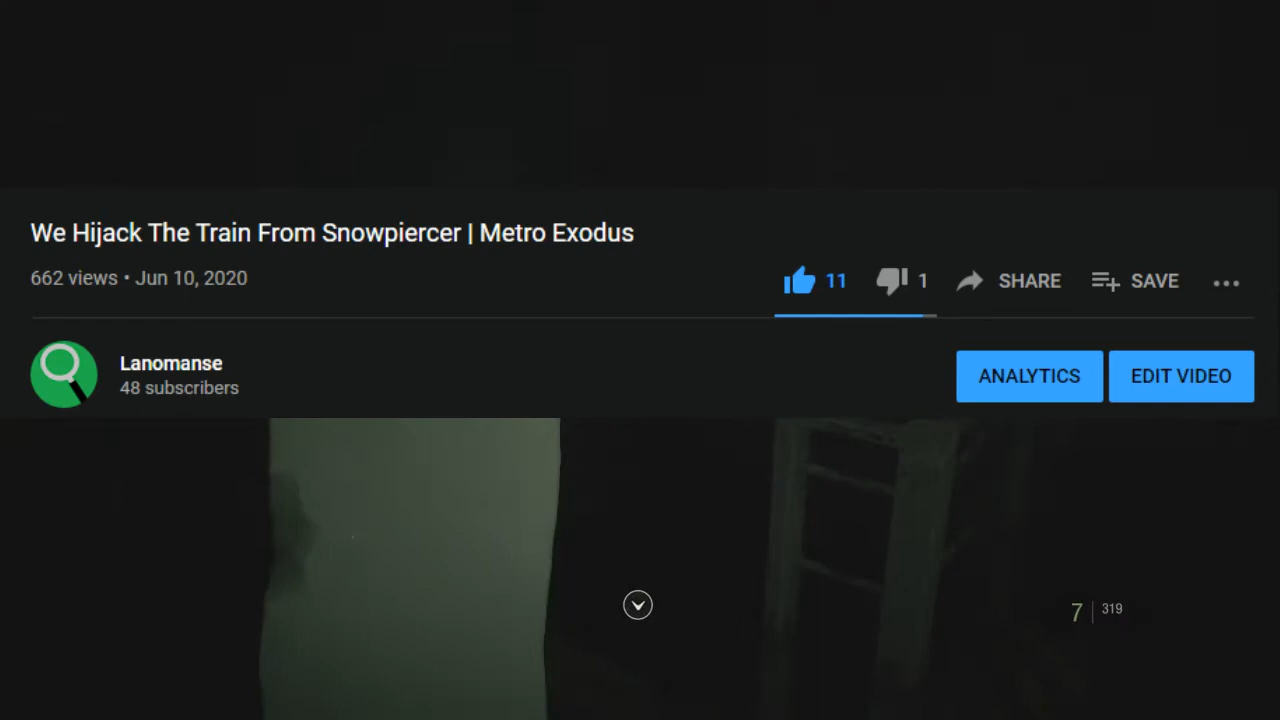 We Hijack The Train From Snowpiercer | Metro Exodus
662 views • Jun 10, 2020
11 1 SHARE SAVE
Lanomanse
48 subscribers
ANALYTICS EDIT VIDEO
7 | 319